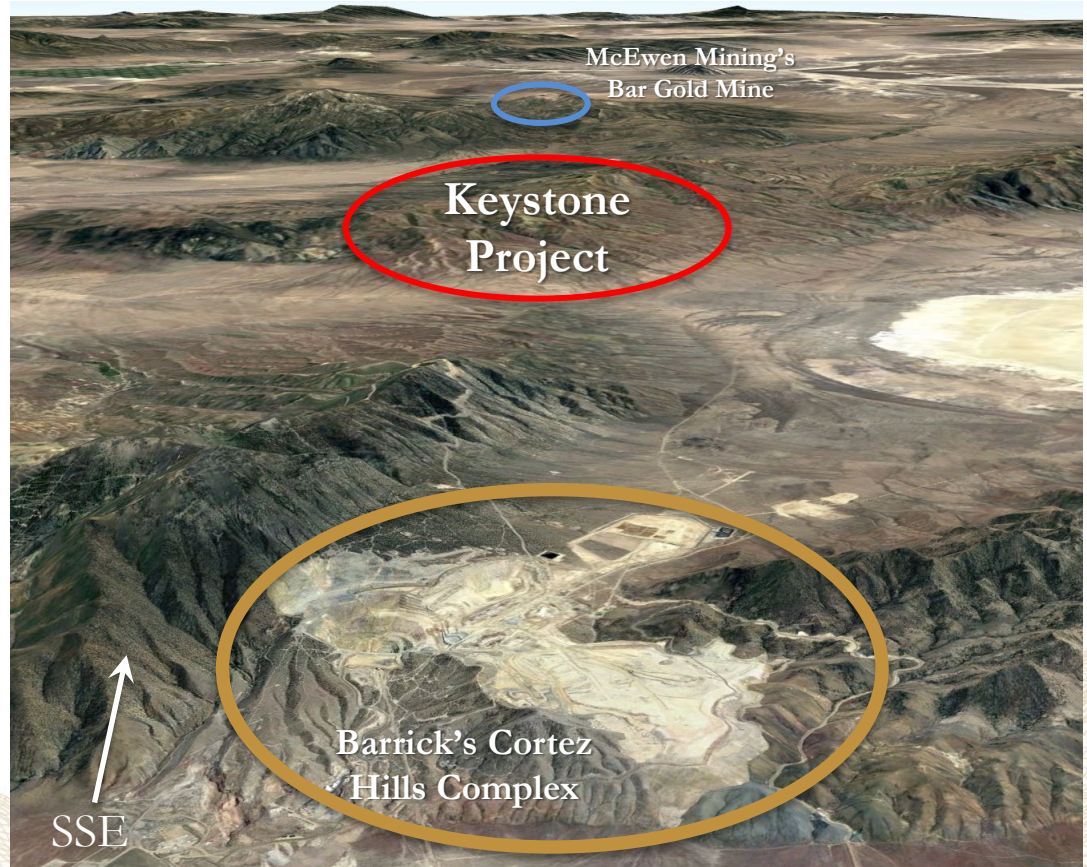 McEwen Mining's
Bar Gold Mine
Keystone
Project
Barrick's Cortez
Hills Complex
SSE